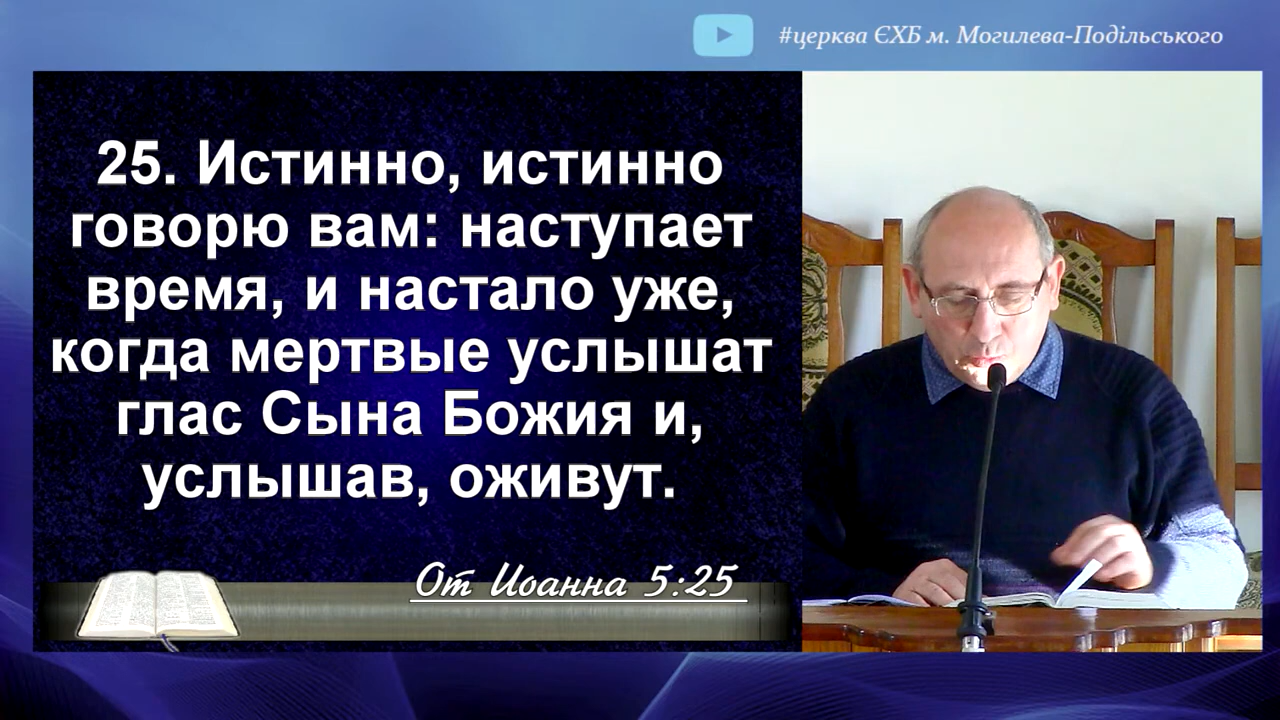 #церква ЄХБ м. Могилева-Подільського
25. Истинно, истинно
говорю вам: наступает
время, и настало уже,
когда мертвые услышат
глас Сына Божия и,
услышав, оживут.
От Иоанна 5:25